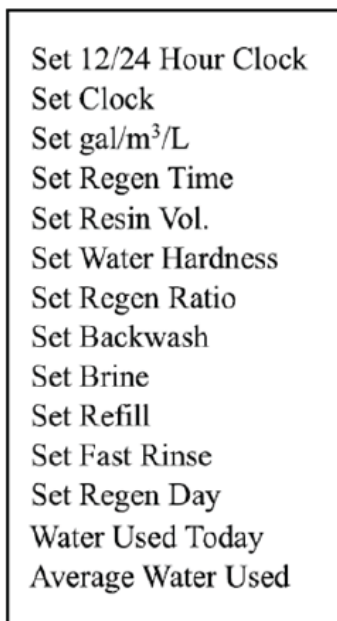 Set 12/24 Hour Clock
Set Clock
Set gal/m³/L
Set Regen Time
Set Resin Vol.
Set Water Hardness
Set Regen Ratio
Set Backwash
Set Brine
Set Refill
Set Fast Rinse
Set Regen Day
Water Used Today
Average Water Used